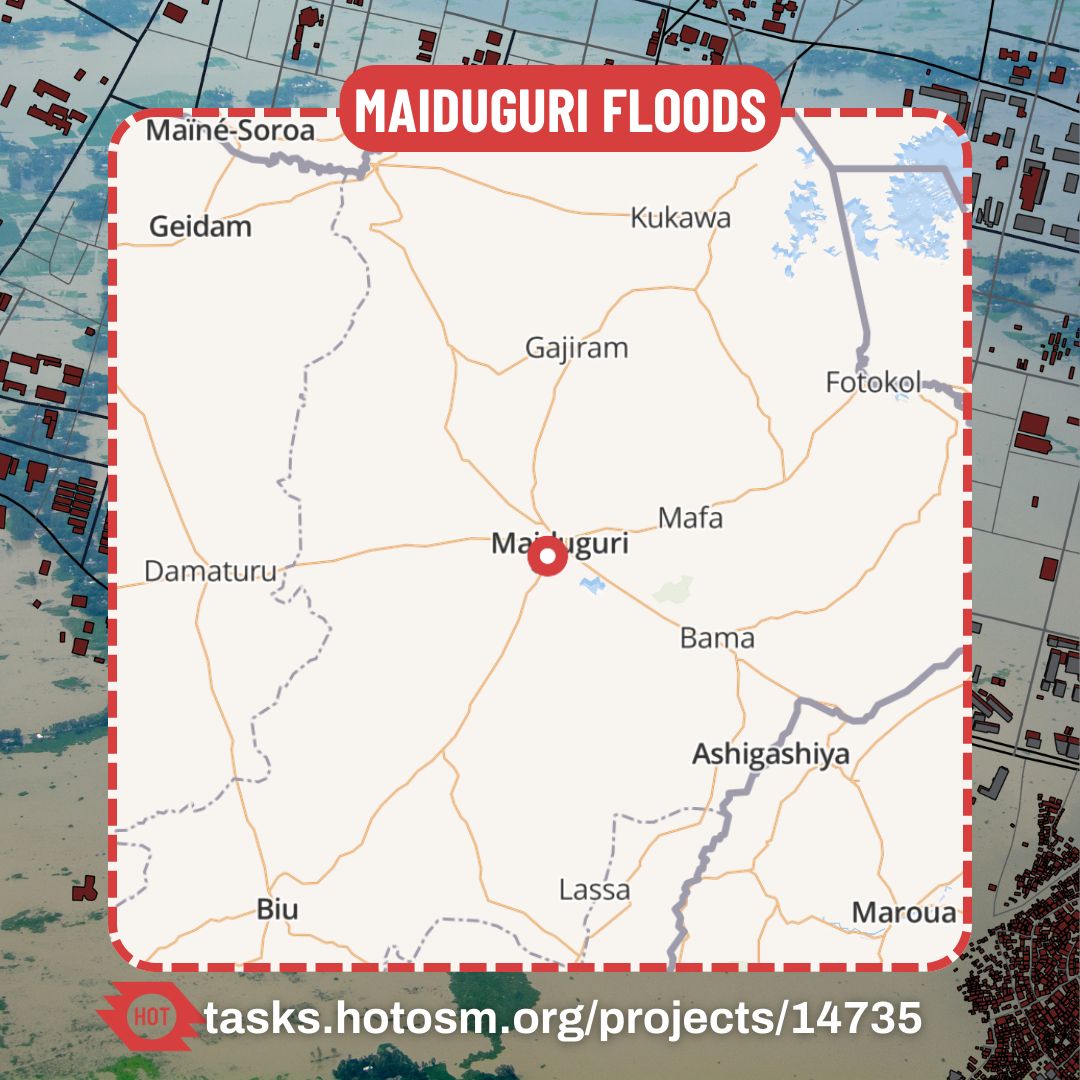 MAIDUGURI FLOODS
Maïné-Soroa
Geidam
Kukawa
Gajiram
Fotokol
Mafa
Maiduguri
Damaturu
Bama
Ashigashiya
Lassa
Biu
Maroua
HOT
tasks.hotosm.org/projects/14735